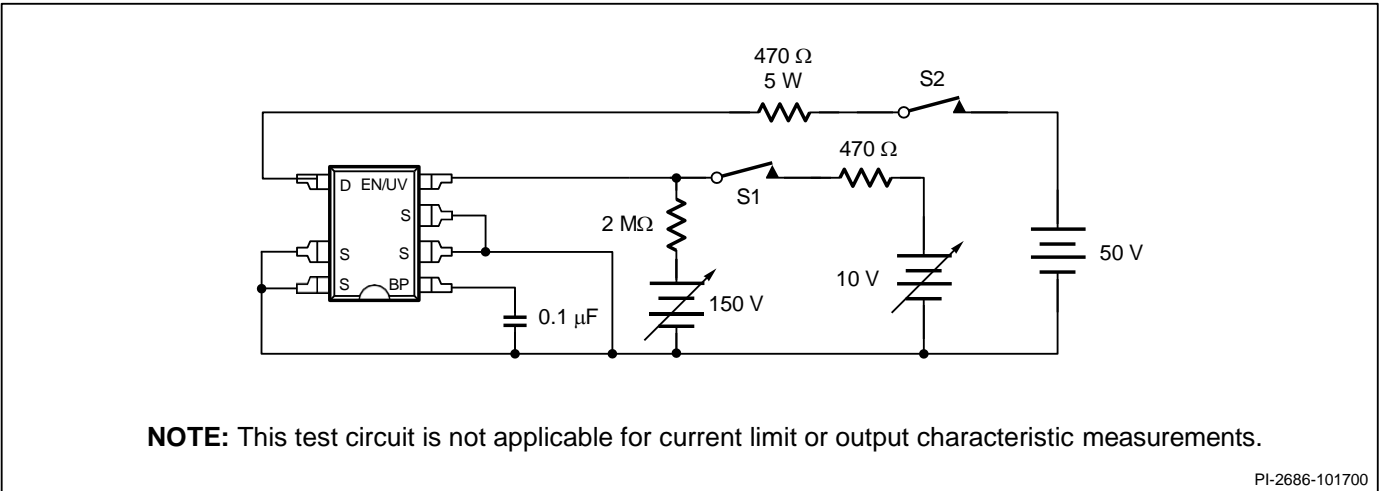 470 Ω
5 W
S2
470 Ω
S1
D EN/UV
S
2 MΩ
S S
S BP
0.1 µF
150 V
10 V
50 V
NOTE: This test circuit is not applicable for current limit or output characteristic measurements.
PI-2686-101700